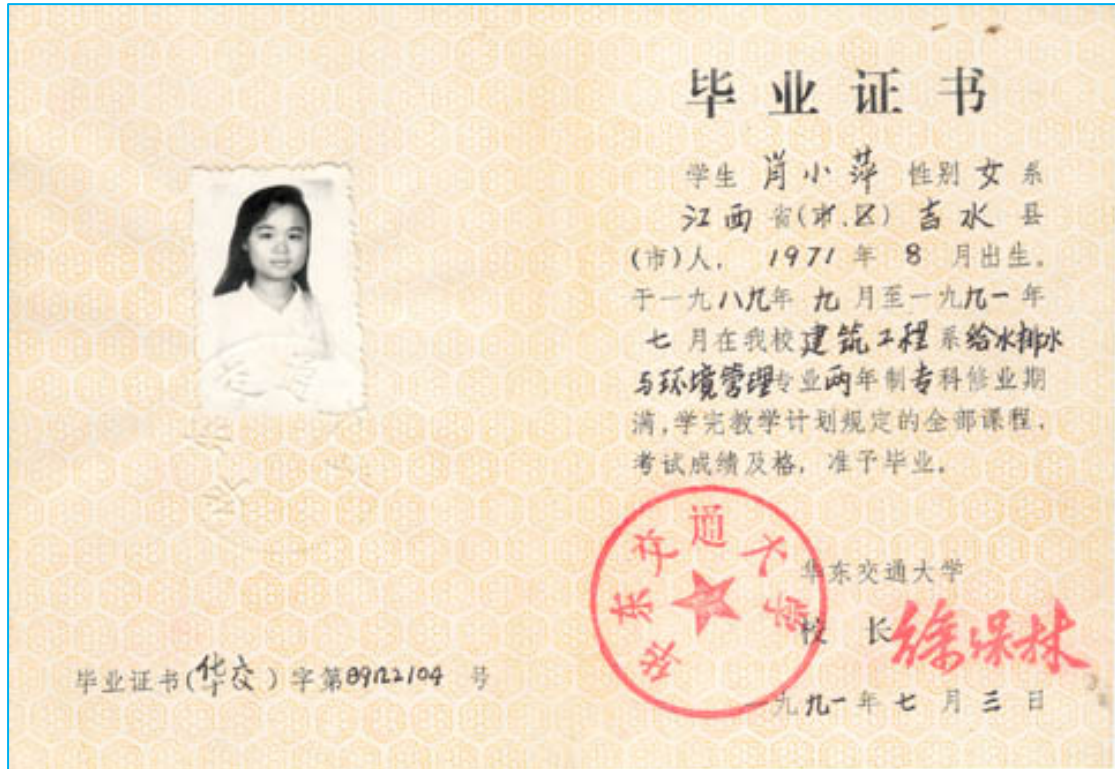 毕业证书
学生 肖小萍 性别 女 系
江西 省(市.区) 吉水 县
(市)人, 1971 年 8 月出生。
于一九八九年 九 月至一九九一年
七 月在我校 建筑工程 系给水排水
与环境管理专业两年制专科修业期
满,学完教学计划规定的全部课程,
考试成绩及格,准予毕业。
华东交通大学
华东交通大学
校 长 徐保林
一九九一年 七 月 三 日
毕业证书(华交)字第 号